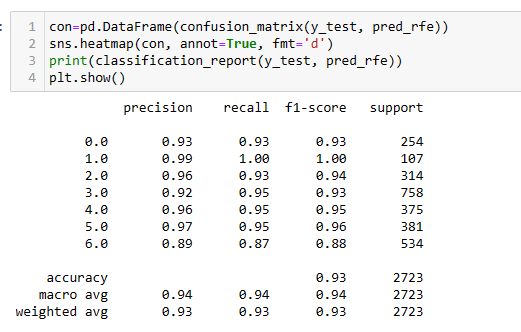 1 con=pd.DataFrame(confusion_matrix(y_test, pred_rfe))
2 sns.heatmap(con, annot=True, fmt='d')
3 print(classification_report(y_test, pred_rfe))
4 plt.show()
precision recall f1-score support
0.0 0.93 0.93 0.93 254
1.0 0.99 1.00 1.00 107
2.0 0.96 0.93 0.94 314
3.0 0.92 0.95 0.93 758
4.0 0.96 0.95 0.95 375
5.0 0.97 0.95 0.96 381
6.0 0.89 0.87 0.88 534
accuracy 0.93 2723
macro avg 0.94 0.94 0.94 2723
weighted avg 0.93 0.93 0.93 2723